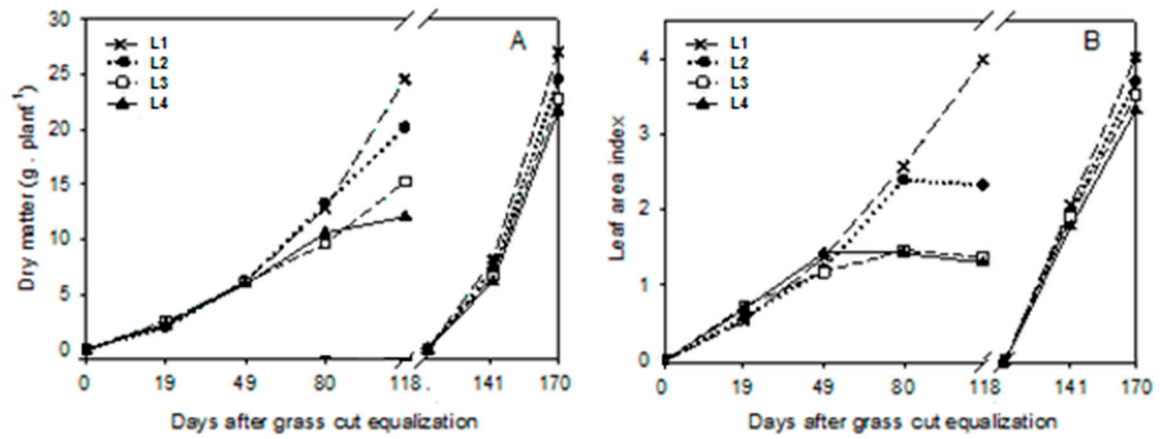 A
L1
L2
L3
L4
Dry matter (g . plant⁻¹)
30
25
20
15
10
5
0
0 19 49 80 118 141 170
Days after grass cut equalization
B
L1
L2
L3
L4
Leaf area index
4
3
2
1
0
0 19 49 80 118 141 170
Days after grass cut equalization